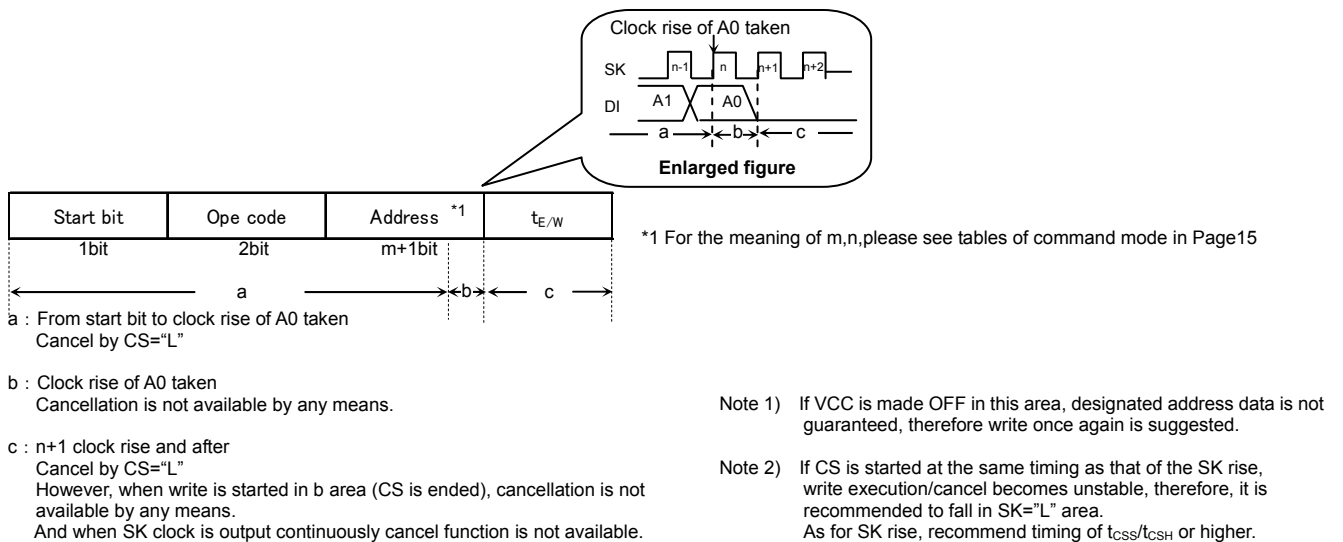 Clock rise of A0 taken
SK n-1 n n+1 n+2
DI A1 A0
a b c
Enlarged figure
Start bit Ope code Address *1 tE/W
1bit 2bit m+1bit
*1 For the meaning of m,n,please see tables of command mode in Page15
a b c
a : From start bit to clock rise of A0 taken
Cancel by CS=“L”
b : Clock rise of A0 taken
Cancellation is not available by any means.
c : n+1 clock rise and after
Cancel by CS=“L”
However, when write is started in b area (CS is ended), cancellation is not
available by any means.
And when SK clock is output continuously cancel function is not available.
Note 1) If VCC is made OFF in this area, designated address data is not
guaranteed, therefore write once again is suggested.
Note 2) If CS is started at the same timing as that of the SK rise,
write execution/cancel becomes unstable, therefore, it is
recommended to fall in SK=”L” area.
As for SK rise, recommend timing of tCSS/tCSH or higher.